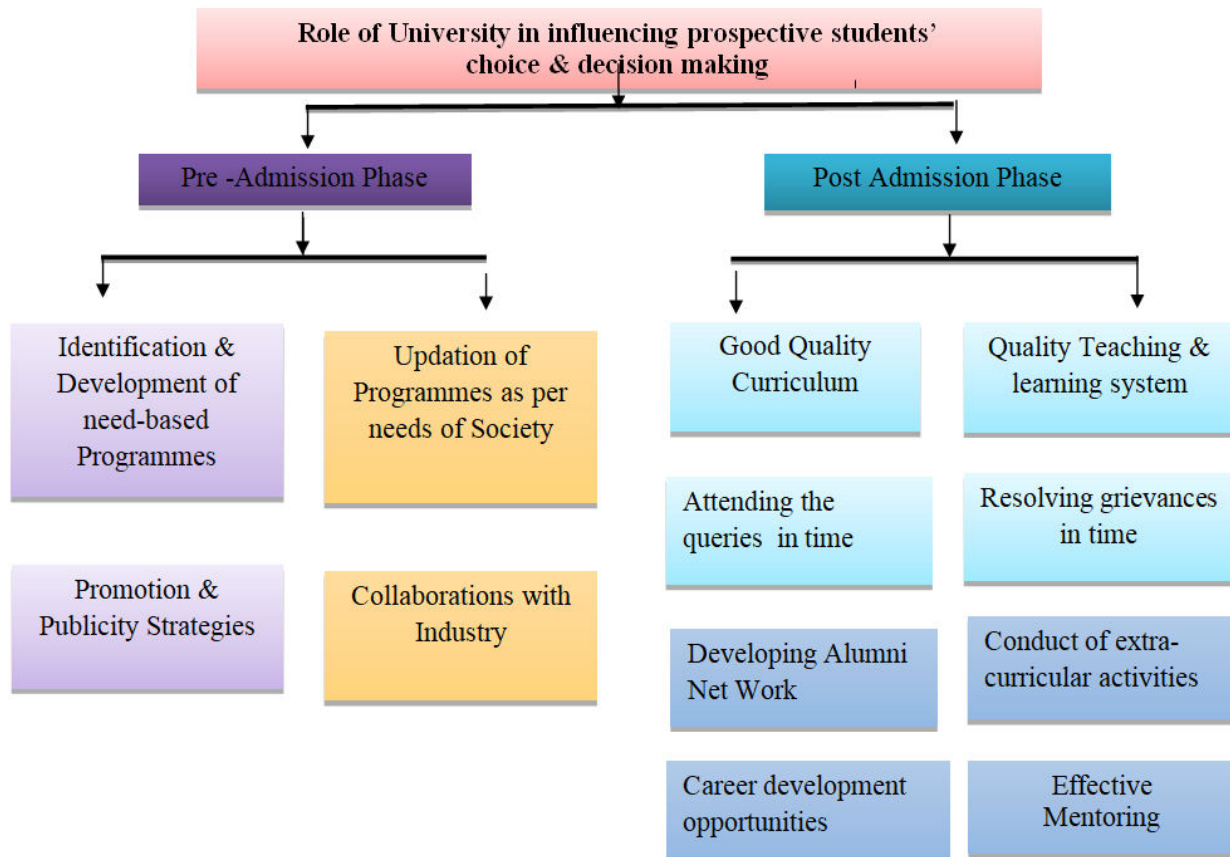 Role of University in influencing prospective students’
choice & decision making
Pre -Admission Phase
Post Admission Phase
Identification &
Development of
need-based
Programmes
Updation of
Programmes as per
needs of Society
Good Quality
Curriculum
Quality Teaching &
learning system
Attending the
queries  in time
Resolving grievances
in time
Promotion &
Publicity Strategies
Collaborations with
Industry
Developing Alumni
Net Work
Conduct of extra-
curricular activities
Career development
opportunities
Effective
Mentoring